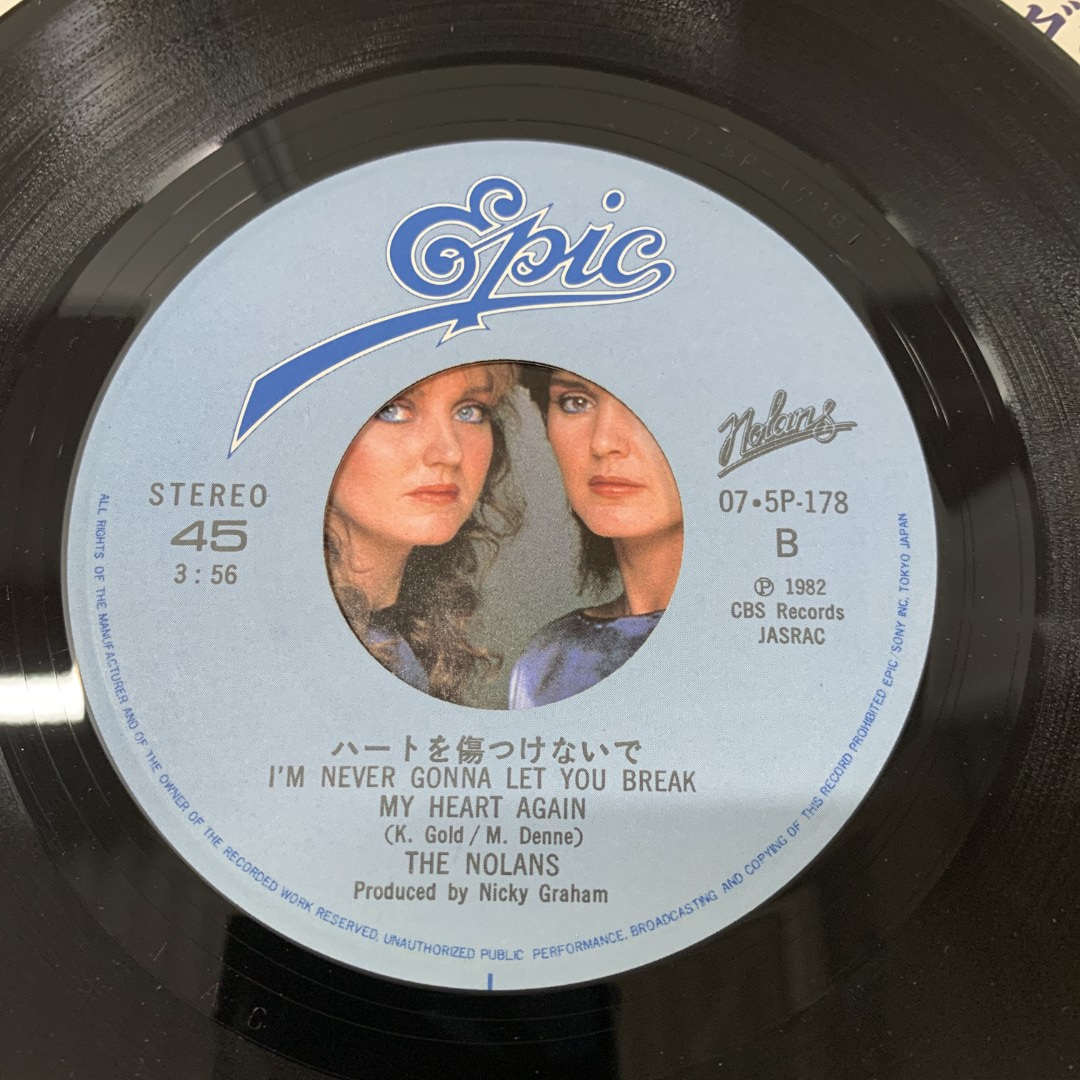 Epic
Nolans
STEREO
45
3:56
07•5P-178
B
Ⓟ 1982
CBS Records
JASRAC
ハートを傷つけないで
I'M NEVER GONNA LET YOU BREAK
MY HEART AGAIN
(K. Gold / M. Denne)
THE NOLANS
Produced by Nicky Graham
ALL RIGHTS OF THE MANUFACTURER AND OF THE OWNER OF THE RECORDED WORK RESERVED. UNAUTHORIZED PUBLIC PERFORMANCE, BROADCASTING AND COPYING OF THIS RECORD PROHIBITED EPIC/SONY INC. TOKYO JAPAN